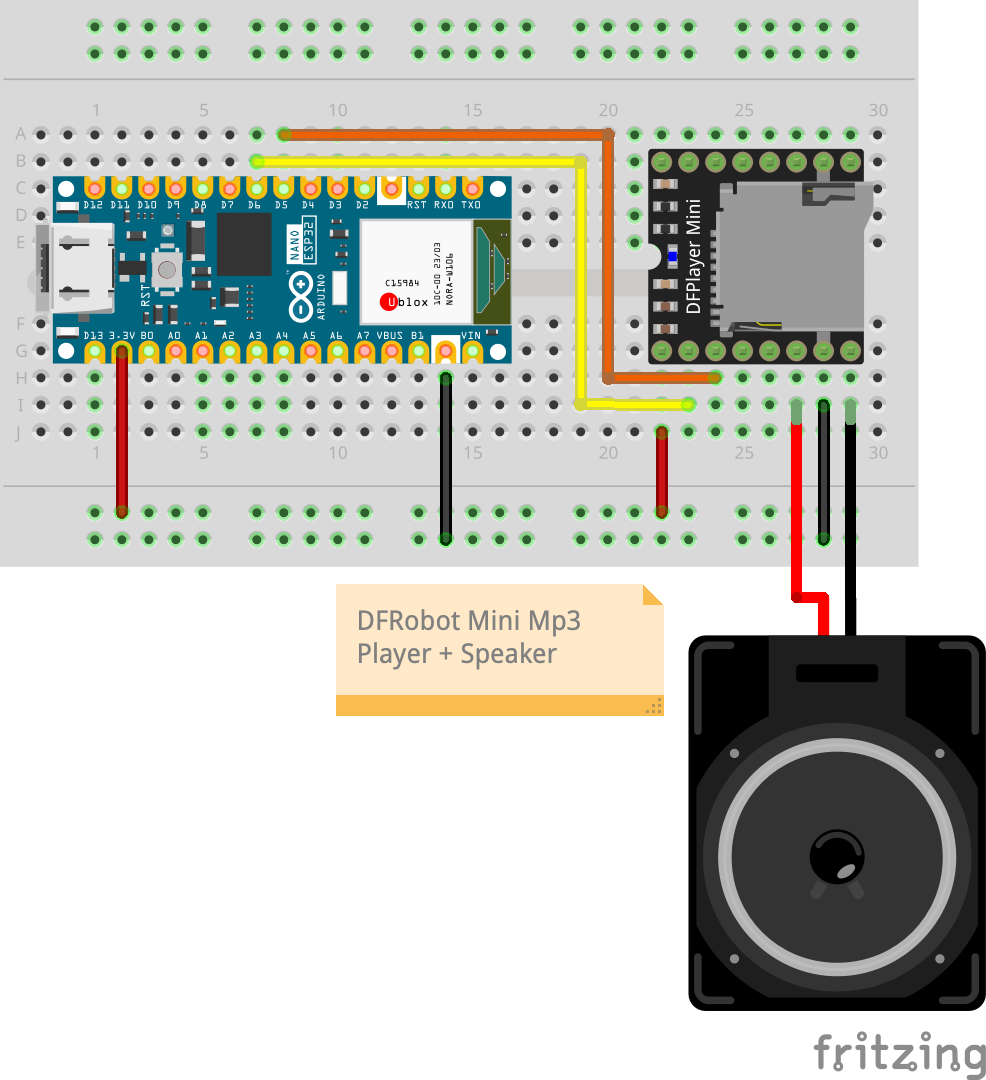 1 5 10 15 20 25 30
A
B
C
D
E
D12 D11 D10 D9 D8 D7 D6 D5 D4 D3 D2 RST RX0 TX0
RST
NANO
ESP32
ARDUINO
C15984
ublox
10C-00 23/03
NORA-W106
DFPlayer Mini
D13 3.3V B0 A0 A1 A2 A3 A4 A5 A6 A7 VBUS B1 VIN
F
G
H
I
J
1 5 10 15 20 25 30
DFRobot Mini Mp3
Player + Speaker
fritzing